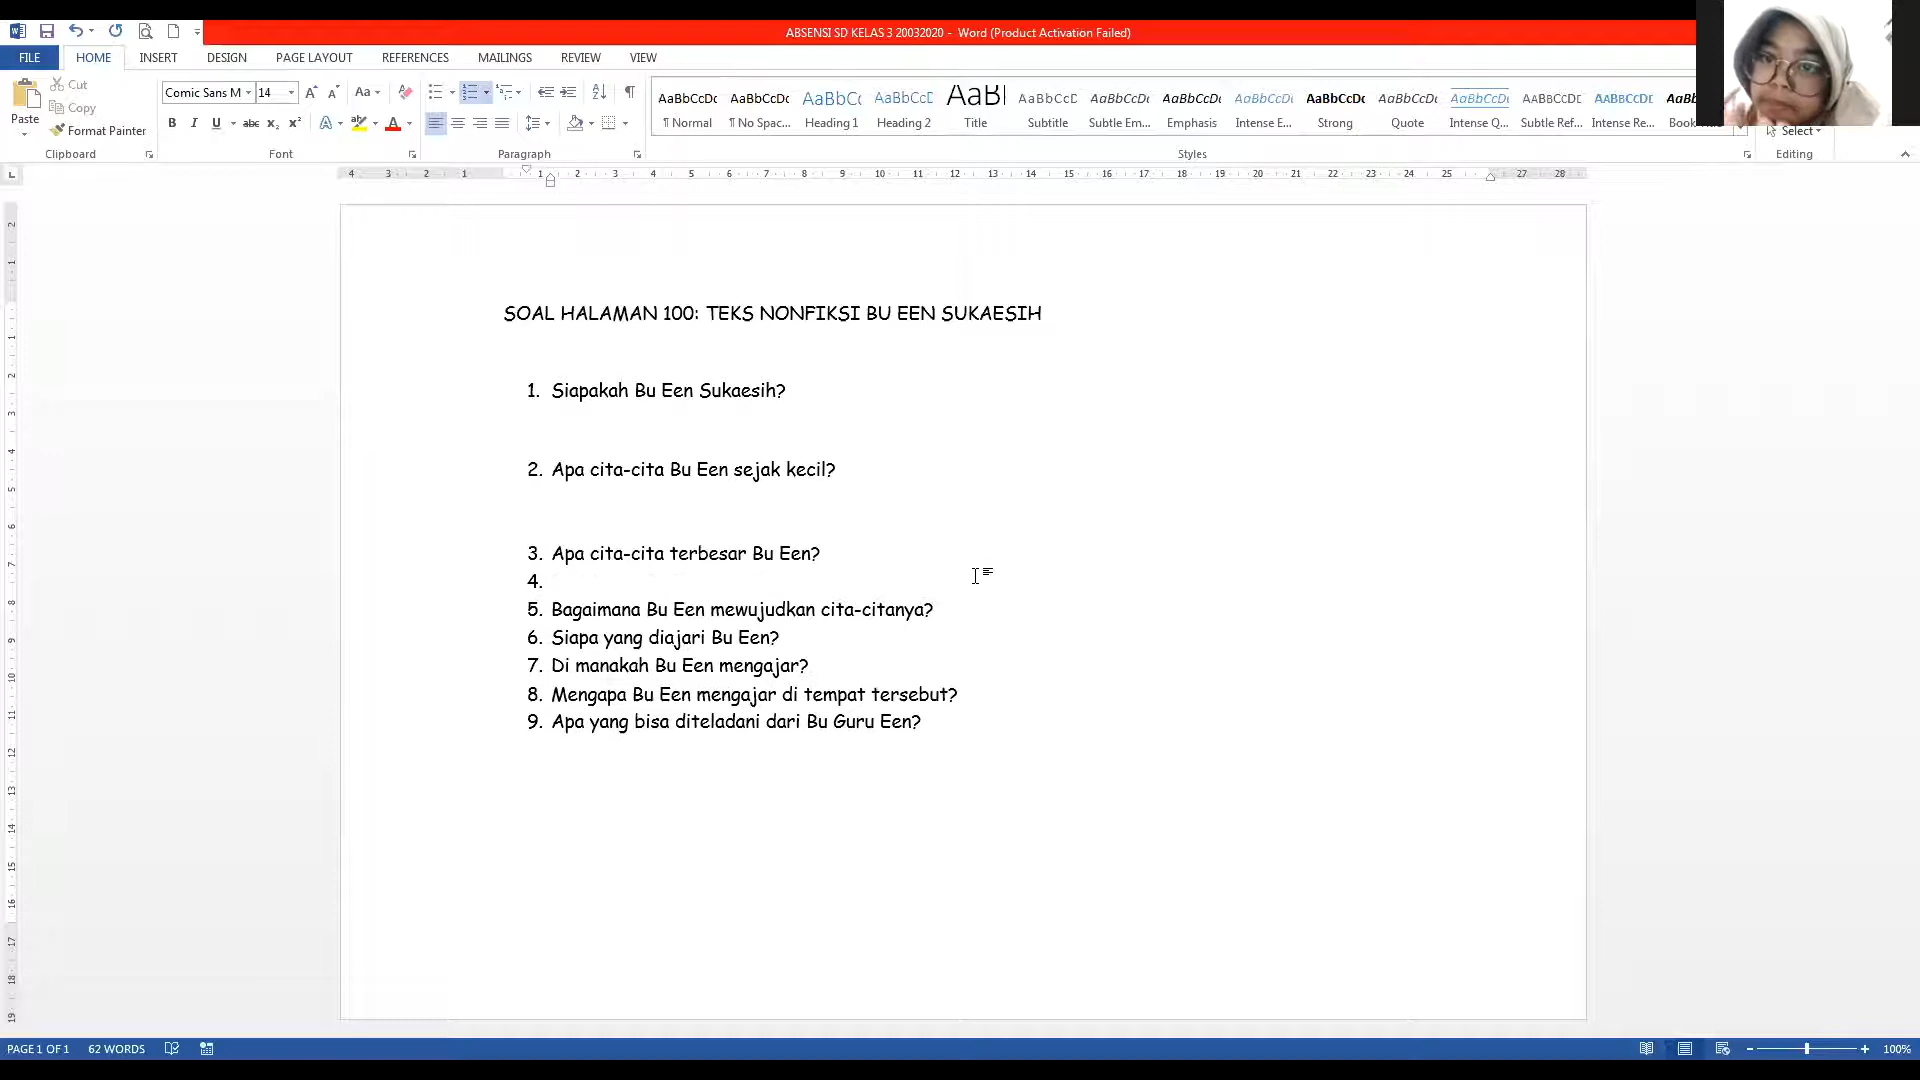 ABSENSI SD KELAS 3 20032020 - Word (Product Activation Failed)
FILE HOME INSERT DESIGN PAGE LAYOUT REFERENCES MAILINGS REVIEW VIEW
Paste
Cut
Copy
Format Painter
Clipboard
Comic Sans M 14
Font
Paragraph
AaBbCcDc AaBbCcDc AaBbCc AaBbCcD AaB AaBbCcD AaBbCcDc AaBbCcDc AaBbCcDc AaBbCcDc AaBbCcDc AaBbCcDc AaBbCcDc AaBbCcDc
¶ Normal ¶ No Spac... Heading 1 Heading 2 Title Subtitle Subtle Em... Emphasis Intense E... Strong Quote Intense Q... Subtle Ref... Intense Re...
Styles
Select
Editing
SOAL HALAMAN 100: TEKS NONFIKSI BU EEN SUKAESIH
1. Siapakah Bu Een Sukaesih?
2. Apa cita-cita Bu Een sejak kecil?
3. Apa cita-cita terbesar Bu Een?
4.
5. Bagaimana Bu Een mewujudkan cita-citanya?
6. Siapa yang diajari Bu Een?
7. Di manakah Bu Een mengajar?
8. Mengapa Bu Een mengajar di tempat tersebut?
9. Apa yang bisa diteladani dari Bu Guru Een?
PAGE 1 OF 1 62 WORDS 100%